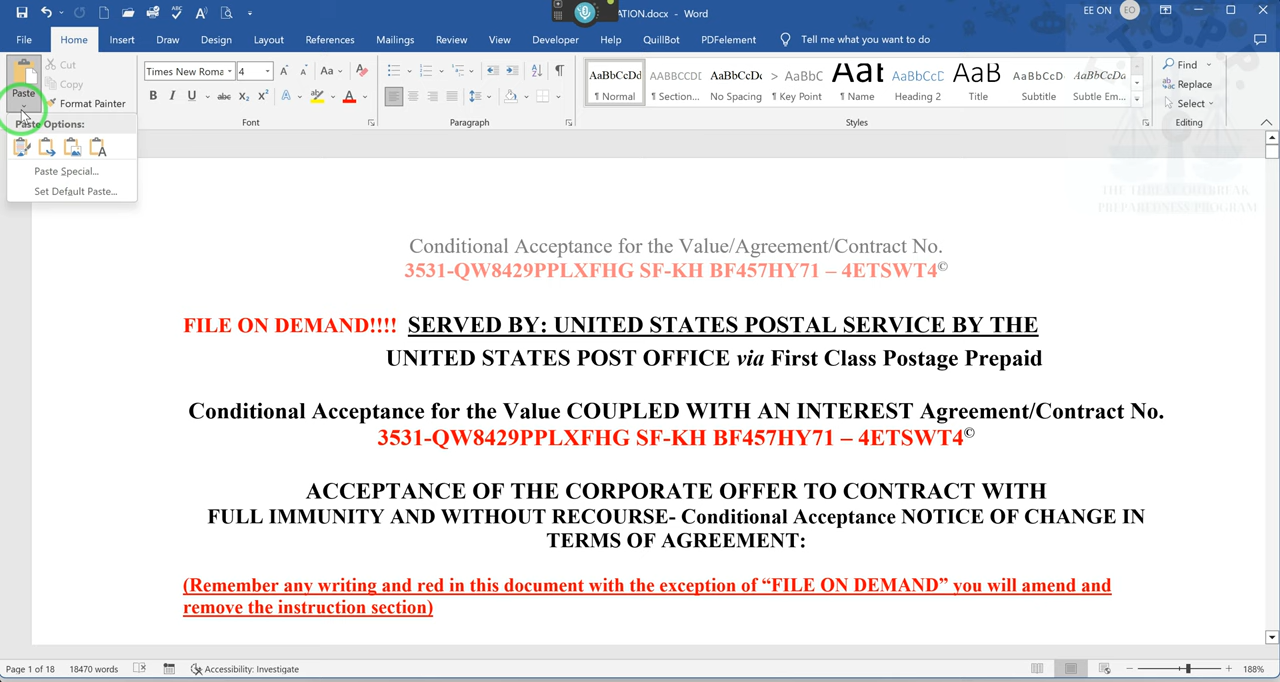 ATION.docx - Word
EE ON
EO
File Home Insert Draw Design Layout References Mailings Review View Developer Help QuillBot PDFelement Tell me what you want to do
T.O.P.P
Paste
Cut
Copy
Format Painter
Times New Roma 4
Font
Paragraph
AaBbCcDd ¶ Normal
AABBCCDI ¶ Section...
AaBbCcDc No Spacing
> AaBbC ¶ Key Point
Aat ¶ Name
AaBbCcD Heading 2
AaB Title
AaBbCcD Subtitle
AaBbCcDa Subtle Em...
Styles
Find
Replace
Select
Editing
Paste Options:
Paste Special...
Set Default Paste...
THE THREAT OUTBREAK
PREPAREDNESS PROGRAM
Conditional Acceptance for the Value/Agreement/Contract No.
3531-QW8429PPLXFHG SF-KH BF457HY71 – 4ETSWT4©
FILE ON DEMAND!!!! SERVED BY: UNITED STATES POSTAL SERVICE BY THE
UNITED STATES POST OFFICE via First Class Postage Prepaid
Conditional Acceptance for the Value COUPLED WITH AN INTEREST Agreement/Contract No.
3531-QW8429PPLXFHG SF-KH BF457HY71 – 4ETSWT4©
ACCEPTANCE OF THE CORPORATE OFFER TO CONTRACT WITH
FULL IMMUNITY AND WITHOUT RECOURSE- Conditional Acceptance NOTICE OF CHANGE IN
TERMS OF AGREEMENT:
(Remember any writing and red in this document with the exception of “FILE ON DEMAND” you will amend and
remove the instruction section)
Page 1 of 18 18470 words Accessibility: Investigate 188%